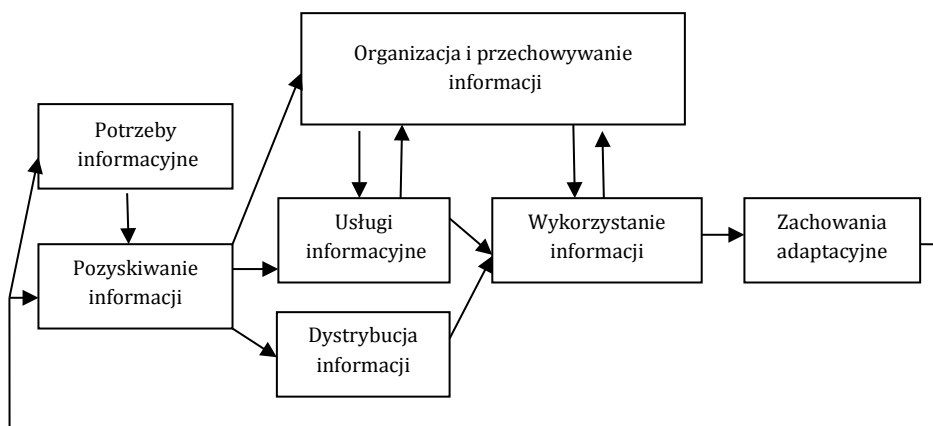 Organizacja i przechowywanie
informacji
Potrzeby
informacyjne
Usługi
informacyjne
Wykorzystanie
informacji
Zachowania
adaptacyjne
Pozyskiwanie
informacji
Dystrybucja
informacji